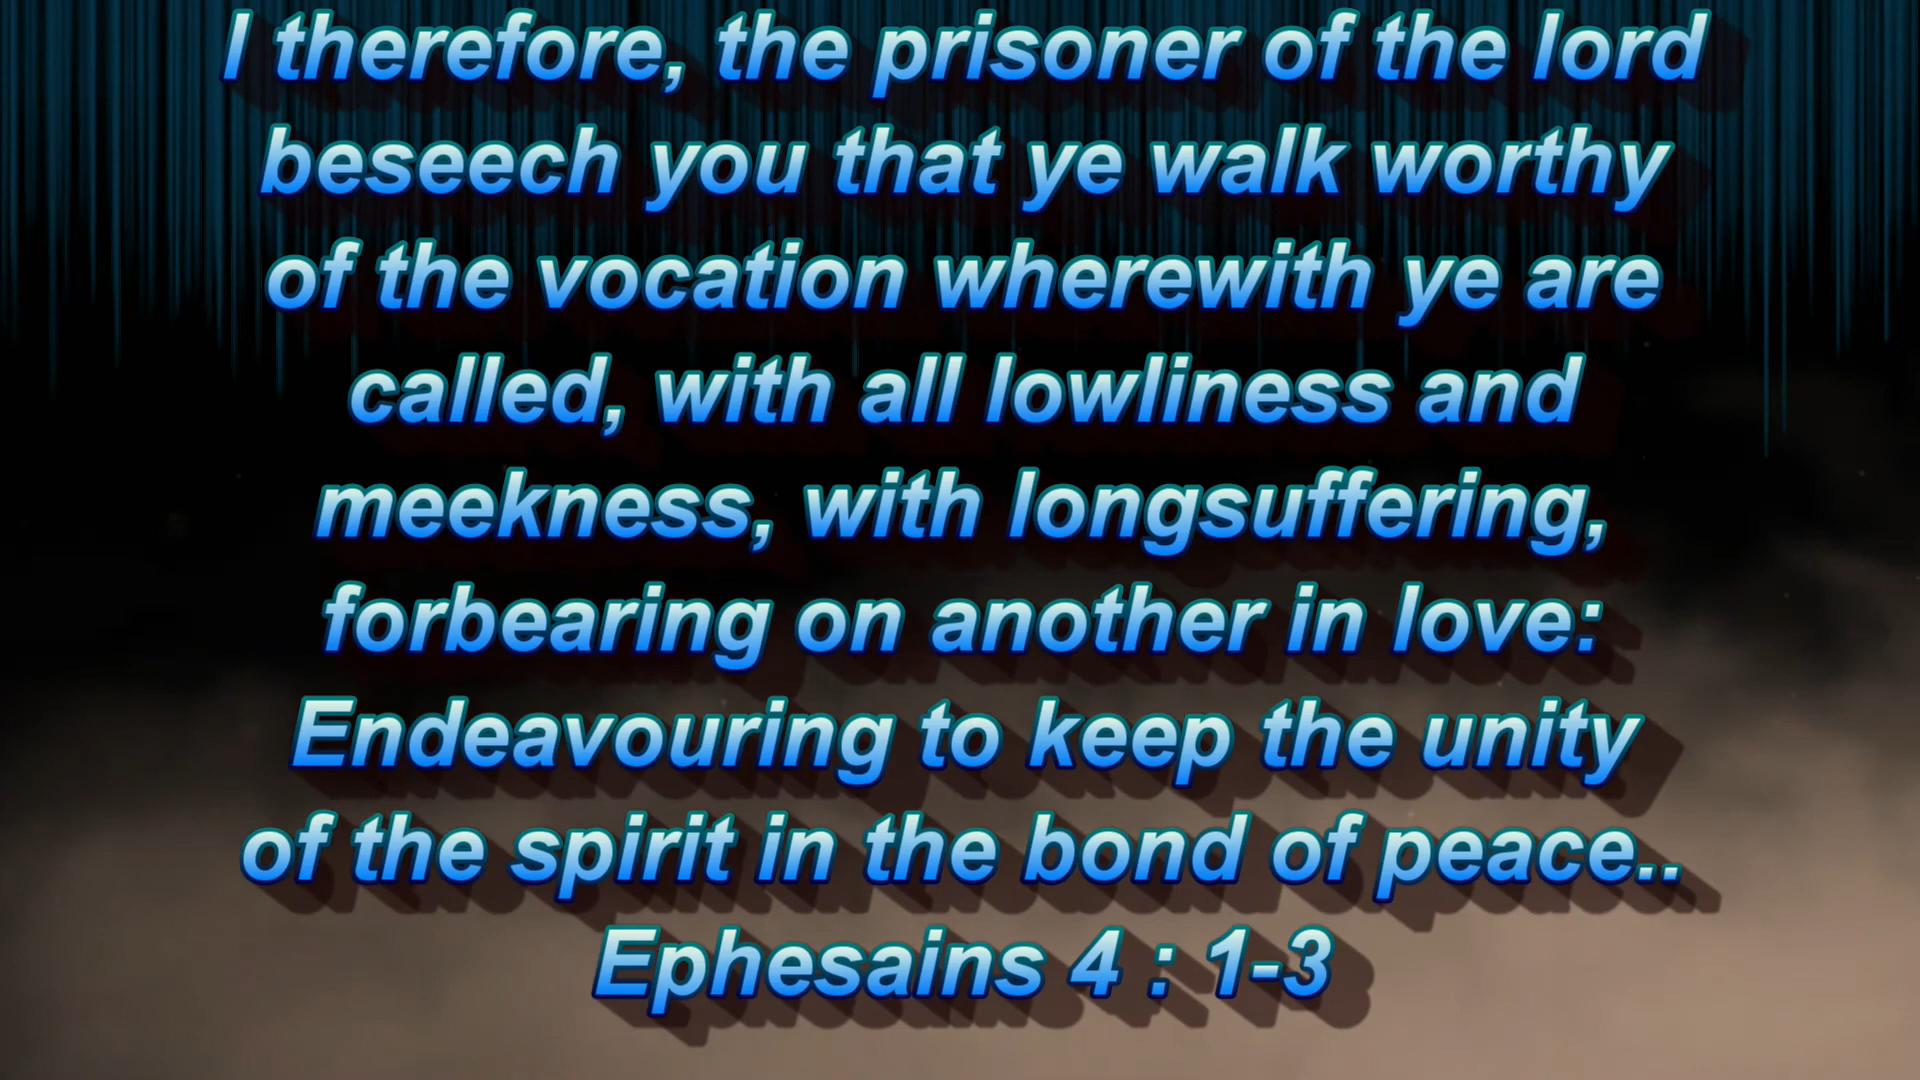 I therefore, the prisoner of the lord
beseech you that ye walk worthy
of the vocation wherewith ye are
called, with all lowliness and
meekness, with longsuffering,
forbearing on another in love:
Endeavouring to keep the unity
of the spirit in the bond of peace..
Ephesains 4 : 1-3